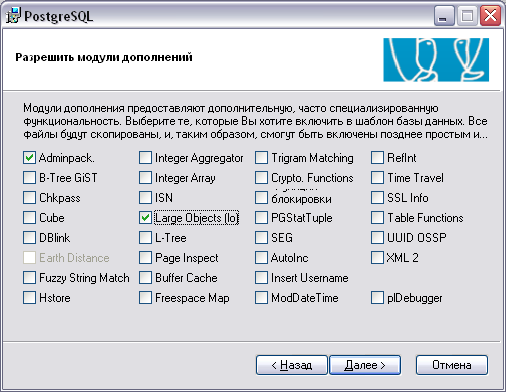 PostgreSQL
Разрешить модули дополнений
Модули дополнения предоставляют дополнительную, часто специализированную
функциональность. Выберите те, которые Вы хотите включить в шаблон базы данных. Все
файлы будут скопированы, и, таким образом, смогут быть включены позднее простым и...
Adminpack. Integer Aggregator Trigram Matching RefInt
B-Tree GiST Integer Array Crypto. Functions Time Travel
Chkpass ISN блокировки SSL Info
Cube Large Objects (lo) PGStatTuple Table Functions
DBlink L-Tree SEG UUID OSSP
Earth Distance Page Inspect AutoInc XML 2
Fuzzy String Match Buffer Cache Insert Username
Hstore Freespace Map ModDateTime plDebugger
< Назад Далее > Отмена